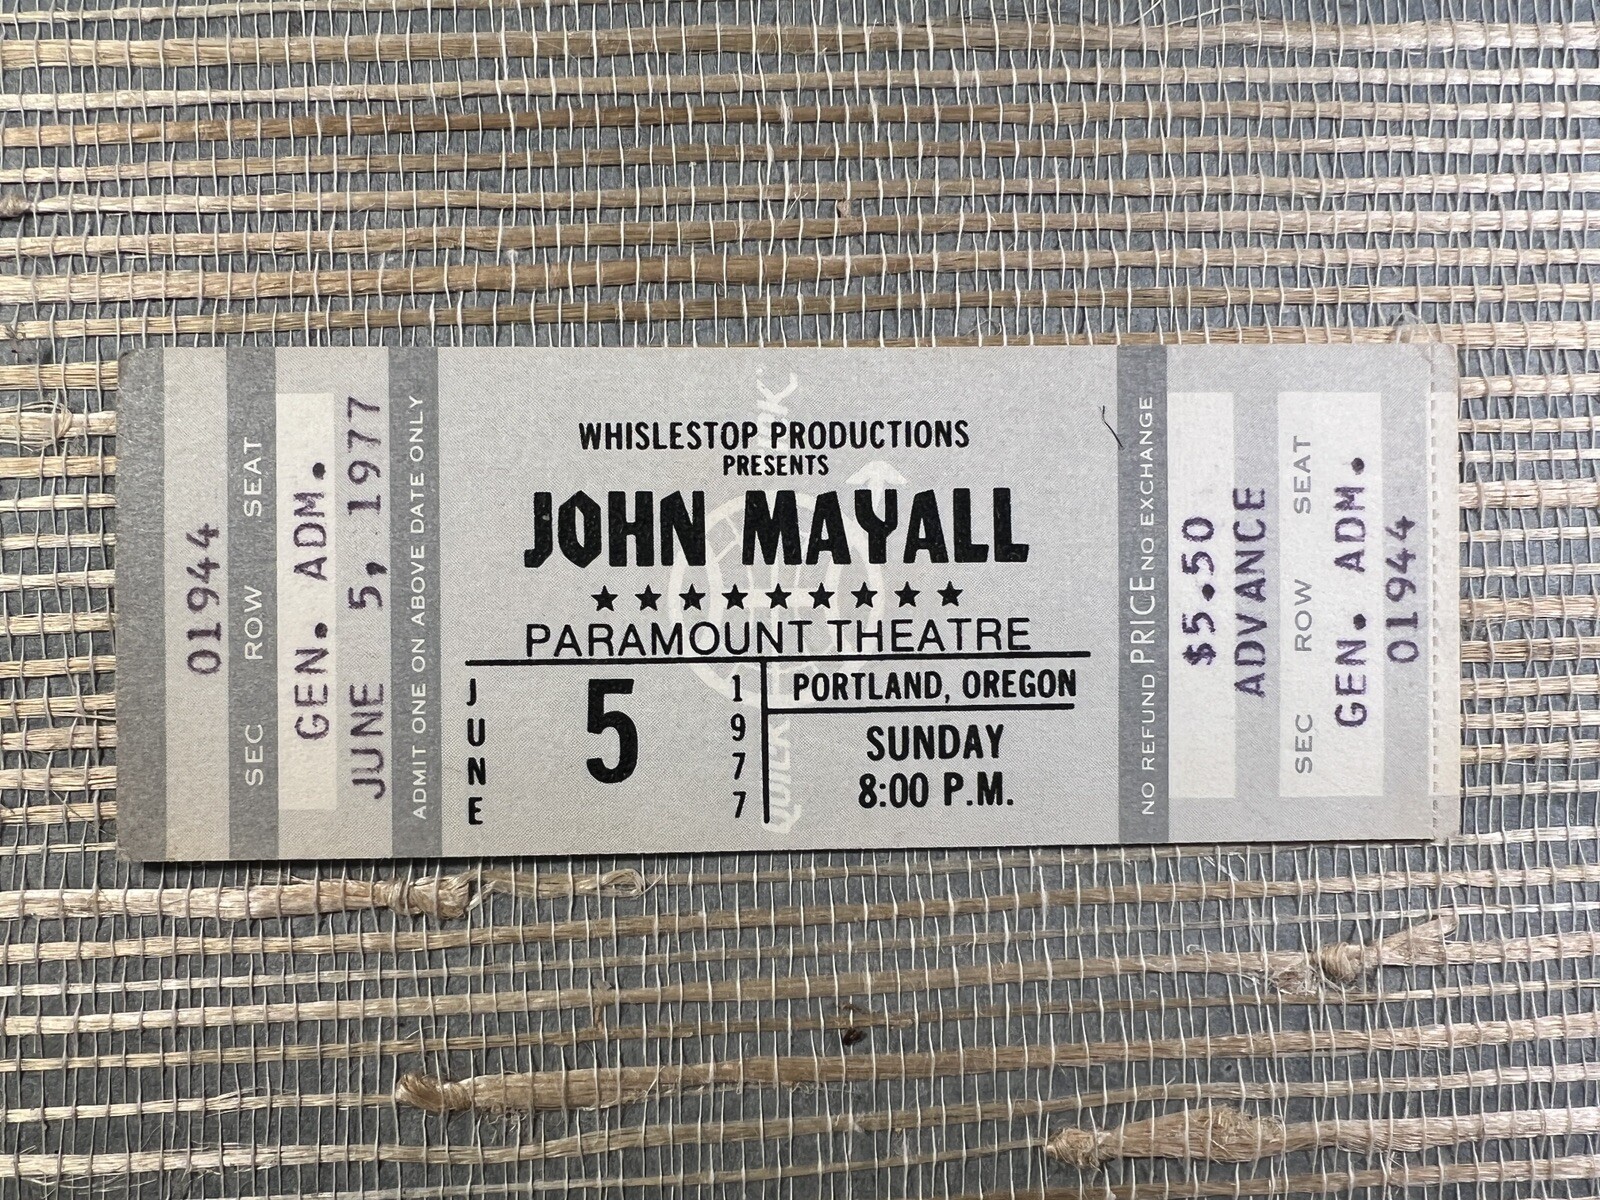 01944
SEC ROW SEAT
GEN. ADM.
JUNE 5, 1977
ADMIT ONE ON ABOVE DATE ONLY
WHISLESTOP PRODUCTIONS
PRESENTS
JOHN MAYALL
★ ★ ★ ★ ★ ★ ★ ★ ★
PARAMOUNT THEATRE
JUNE
5
1977
PORTLAND, OREGON
SUNDAY
8:00 P.M.
NO REFUND PRICE NO EXCHANGE
$5.50
ADVANCE
SEC ROW SEAT
GEN. ADM.
01944